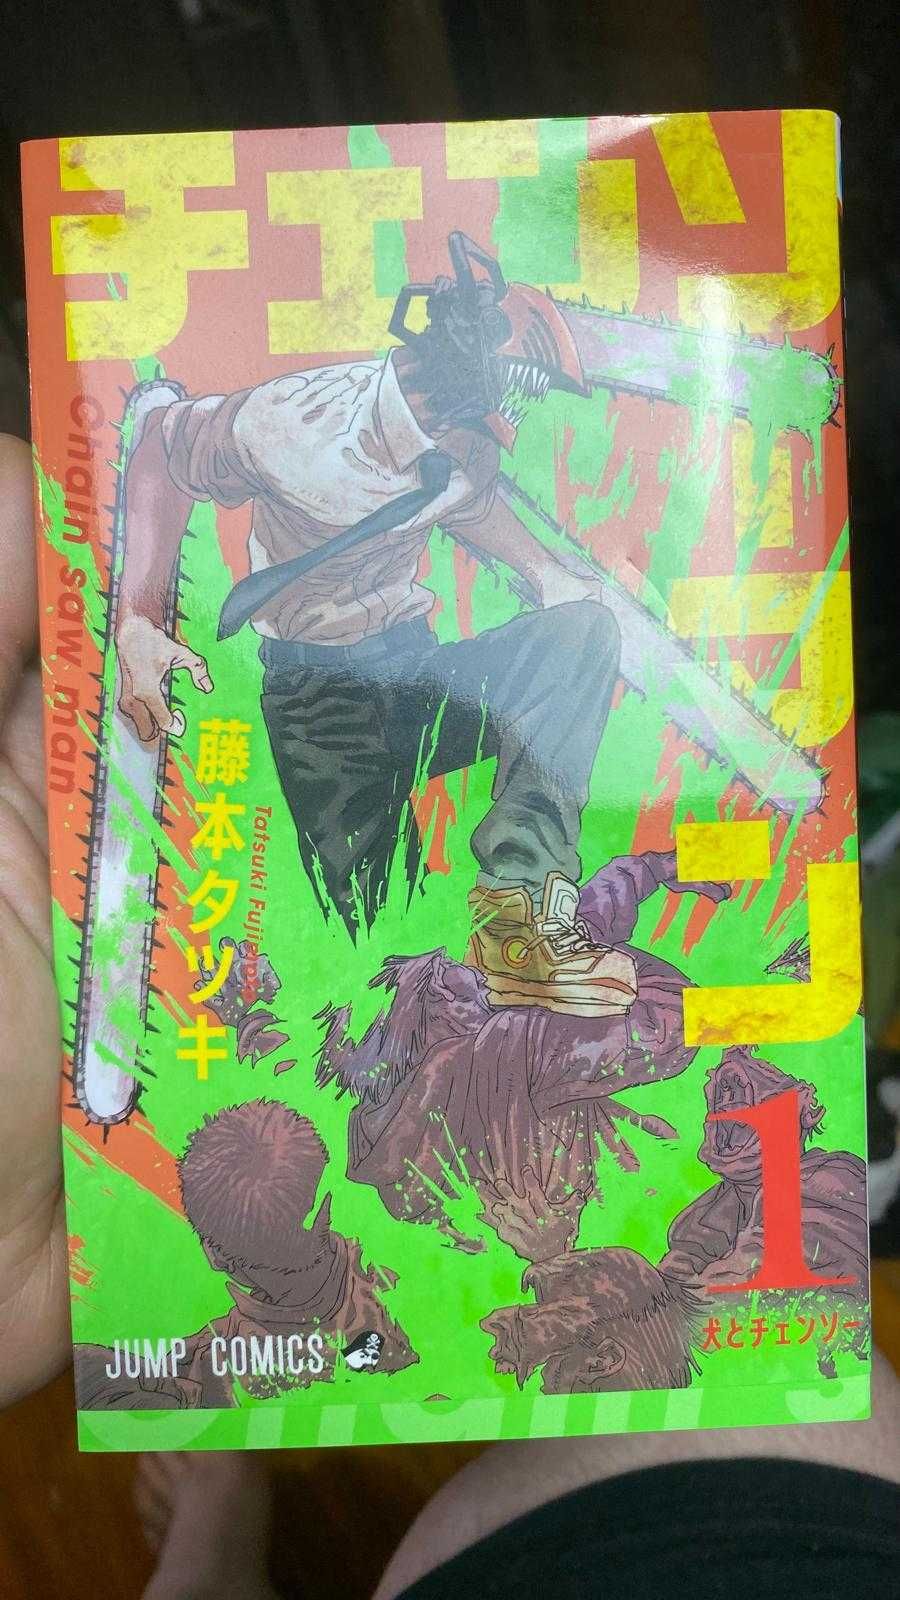 チェンソーマン
chain saw man
藤本タツキ
Tatsuki Fujimoto
1
犬とチェンソー
JUMP COMICS